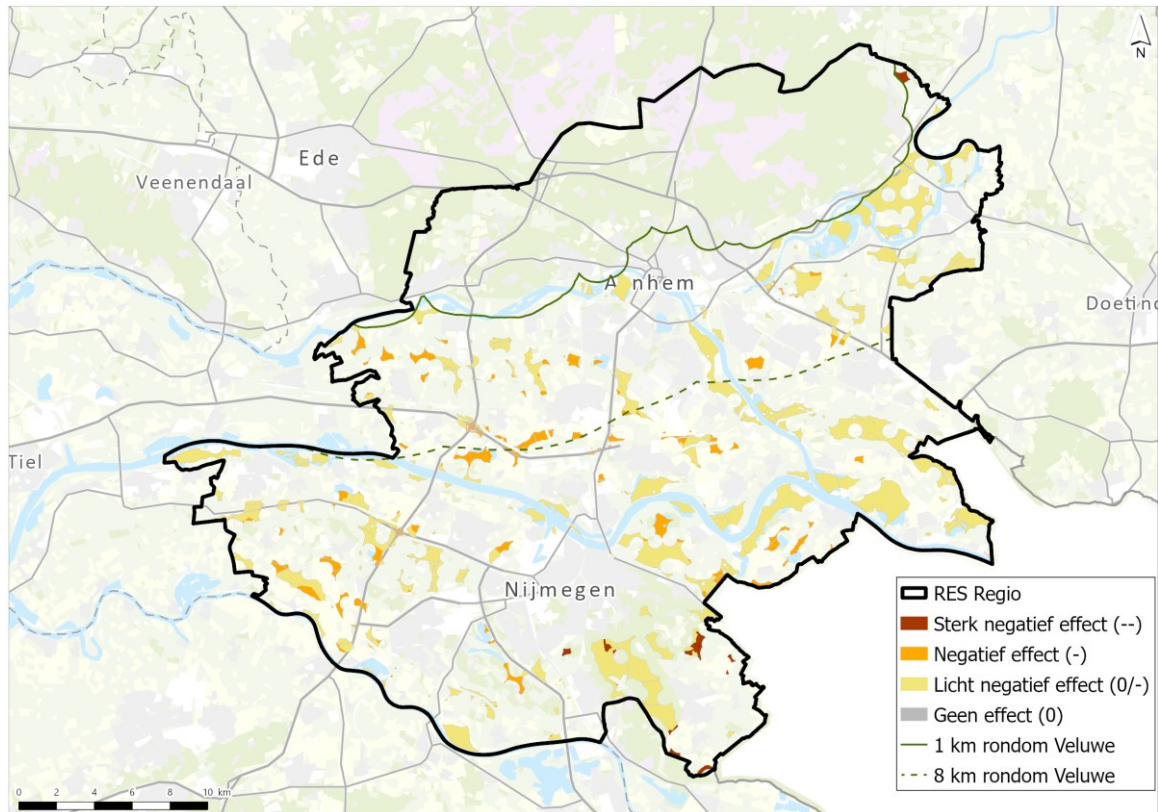 N
Ede
Veenendaal
A nhem
Doetinc
Tiel
Nijmegen
RES Regio
Sterk negatief effect (--)
Negatief effect (-)
Licht negatief effect (0/-)
Geen effect (0)
1 km rondom Veluwe
8 km rondom Veluwe
0 2 4 6 8 10 km